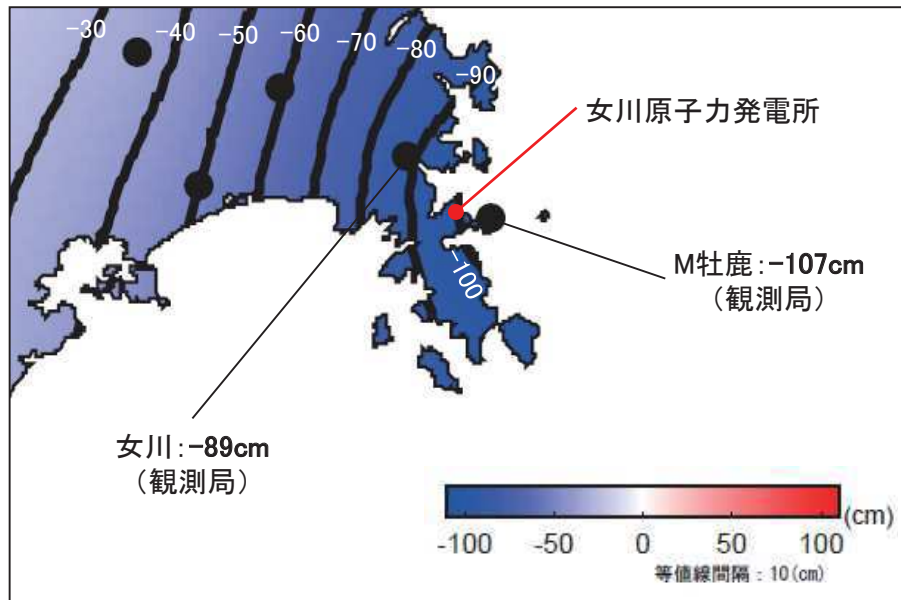 -30
-40
-50
-60
-70
-80
-90
女川原子力発電所
M牡鹿：-107cm
（観測局）
-100
女川：-89cm
（観測局）
(cm)
-100 -50 0 50 100
等値線間隔：10(cm)